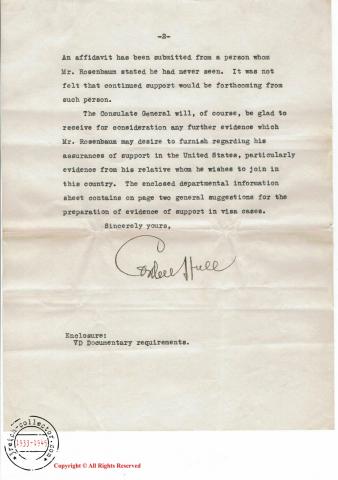 -2-
An affidavit has been submitted from a person whom
Mr. Rosenbaum stated he had never seen. It was not
felt that continued support would be forthcoming from
such person.
The Consulate General will, of course, be glad to
receive for consideration any further evidence which
Mr. Rosenbaum may desire to furnish regarding his
assurances of support in the United States, particularly
evidence from his relative whom he wishes to join in
this country. The enclosed departmental information
sheet contains on page two general suggestions for the
preparation of evidence of support in visa cases.
Sincerely yours,
Cordell Hull
Enclosure:
VD Documentary requirements.
reich-collector.com
1933-1945
Copyright © All Rights Reserved